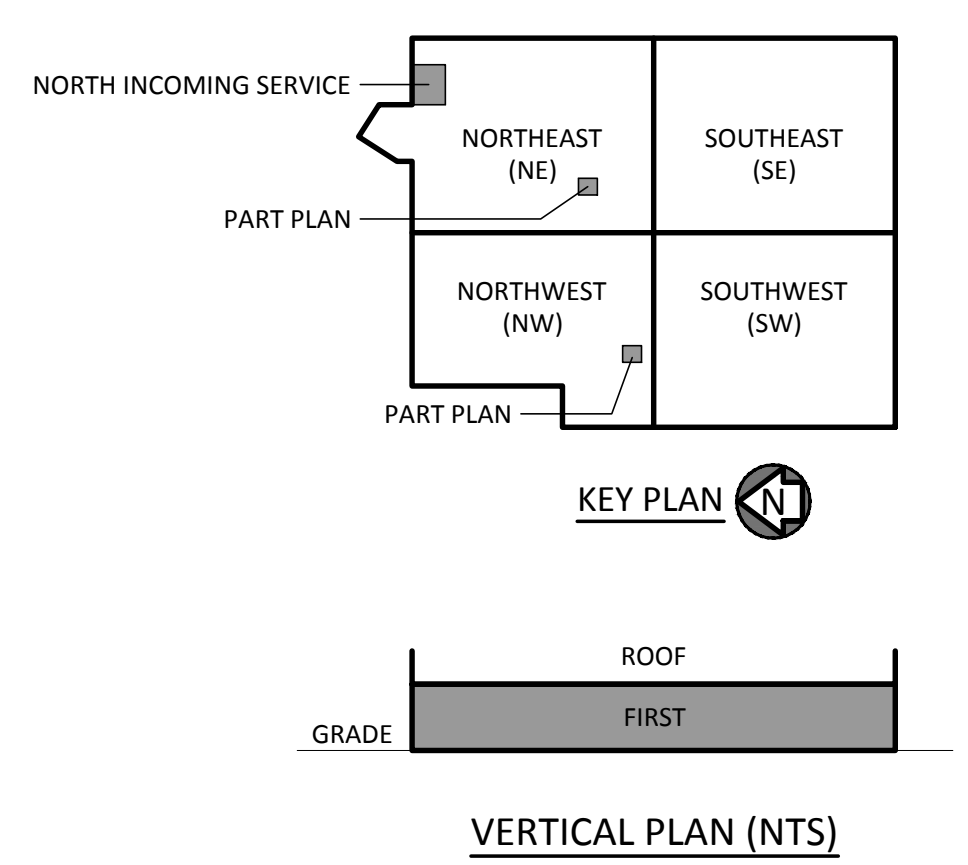 NORTH INCOMING SERVICE
NORTHEAST
(NE)
SOUTHEAST
(SE)
PART PLAN
NORTHWEST
(NW)
SOUTHWEST
(SW)
PART PLAN
KEY PLAN
N
ROOF
FIRST
GRADE
VERTICAL PLAN (NTS)